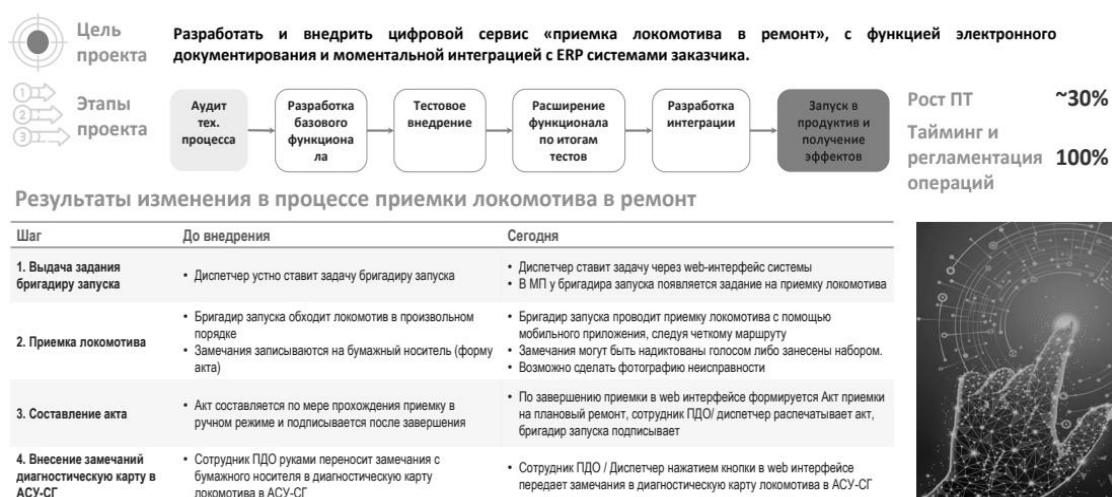 Цель
проекта
Разработать и внедрить цифровой сервис «приемка локомотива в ремонт», с функцией электронного
документирования и моментальной интеграцией с ERP системами заказчика.
1
2
3
Этапы
проекта
Аудит
тех.
процесса
Разработка
базового
функциона
ла
Тестовое
внедрение
Расширение
функционала
по итогам
тестов
Разработка
интеграции
Запуск в
продуктив и
получение
эффектов
Рост ПТ ~30%
Тайминг и
регламентация 100%
операций
Результаты изменения в процессе приемки локомотива в ремонт
Шаг До внедрения Сегодня
1. Выдача задания
бригадиру запуска
• Диспетчер устно ставит задачу бригадиру запуска
• Диспетчер ставит задачу через web-интерфейс системы
• В МП у бригадира запуска появляется задание на приемку локомотива
2. Приемка локомотива
• Бригадир запуска обходит локомотив в произвольном
порядке
• Замечания записываются на бумажный носитель (форму
акта)
• Бригадир запуска проводит приемку локомотива с помощью
мобильного приложения, следуя четкому маршруту
• Замечания могут быть надиктованы голосом либо занесены набором.
• Возможно сделать фотографию неисправности
3. Составление акта
• Акт составляется по мере прохождения приемку в
ручном режиме и подписывается после завершения
• По завершению приемки в web интерфейсе формируется Акт приемки
на плановый ремонт, сотрудник ПДО/ диспетчер распечатывает акт,
бригадир запуска подписывает
4. Внесение замечаний
диагностическую карту в
АСУ-СГ
• Сотрудник ПДО руками переносит замечания с
бумажного носителя в диагностическую карту
локомотива в АСУ-СГ
• Сотрудник ПДО / Диспетчер нажатием кнопки в web интерфейсе
передает замечания в диагностическую карту локомотива в АСУ-СГ